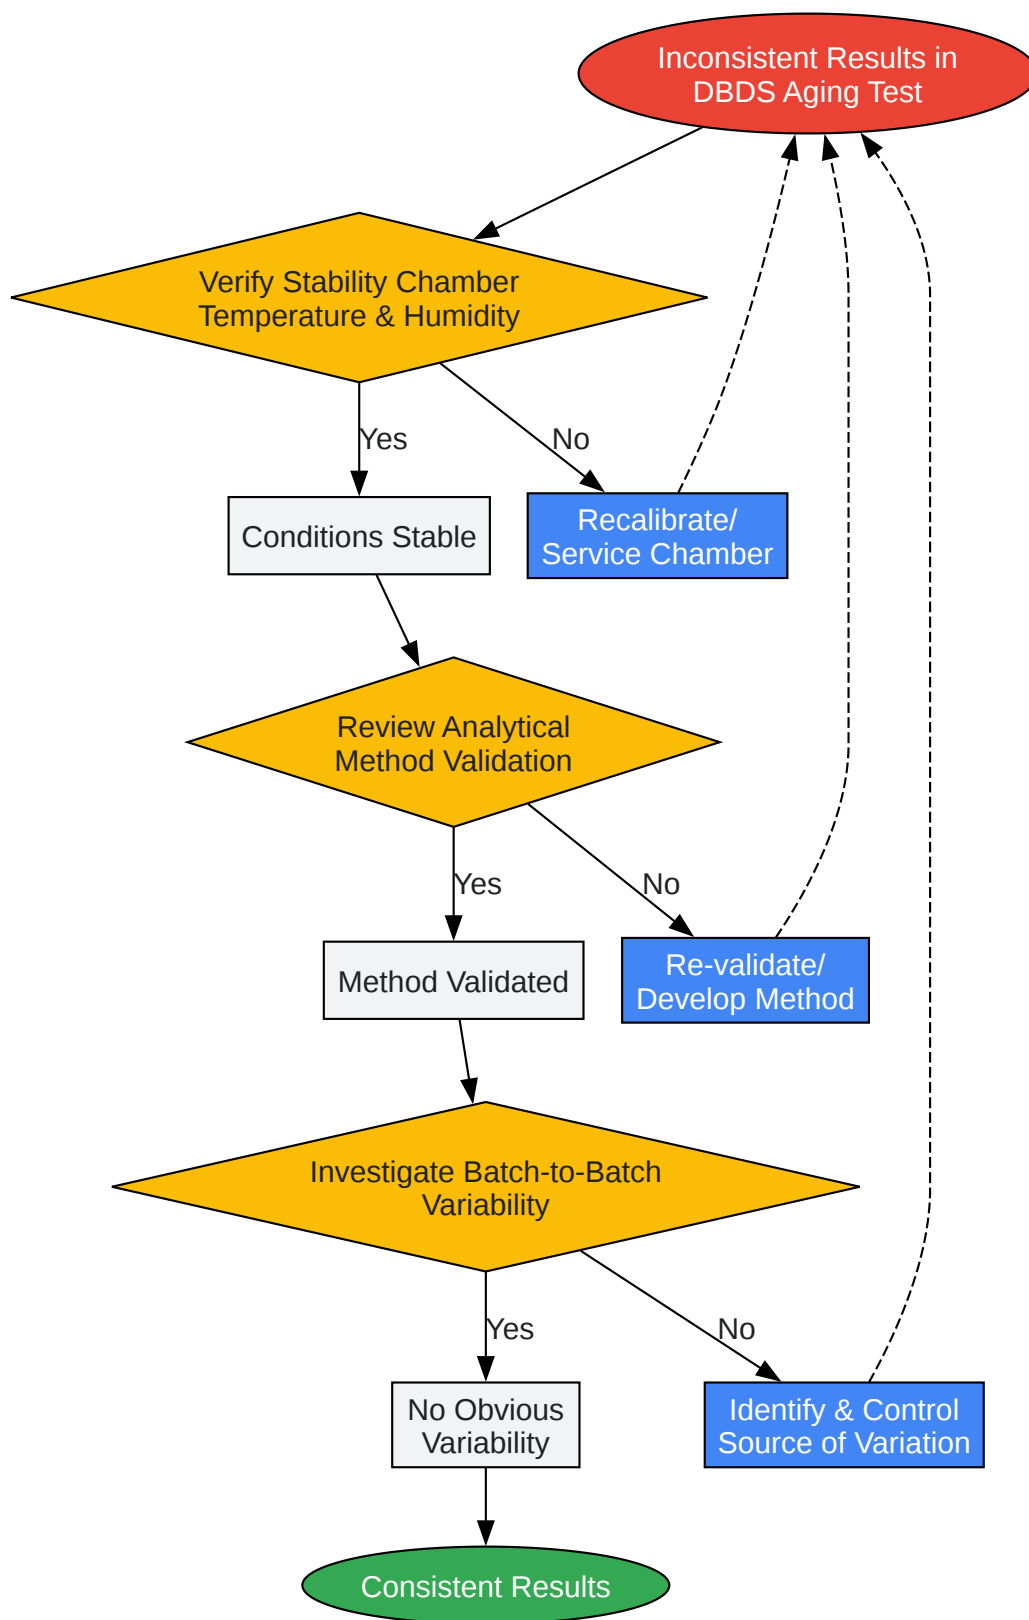 Inconsistent Results in
DBDS Aging Test
Verify Stability Chamber
Temperature & Humidity
Yes
No
Conditions Stable
Recalibrate/
Service Chamber
Review Analytical
Method Validation
Yes
No
Method Validated
Re-validate/
Develop Method
Investigate Batch-to-Batch
Variability
Yes
No
No Obvious
Variability
Identify & Control
Source of Variation
Consistent Results